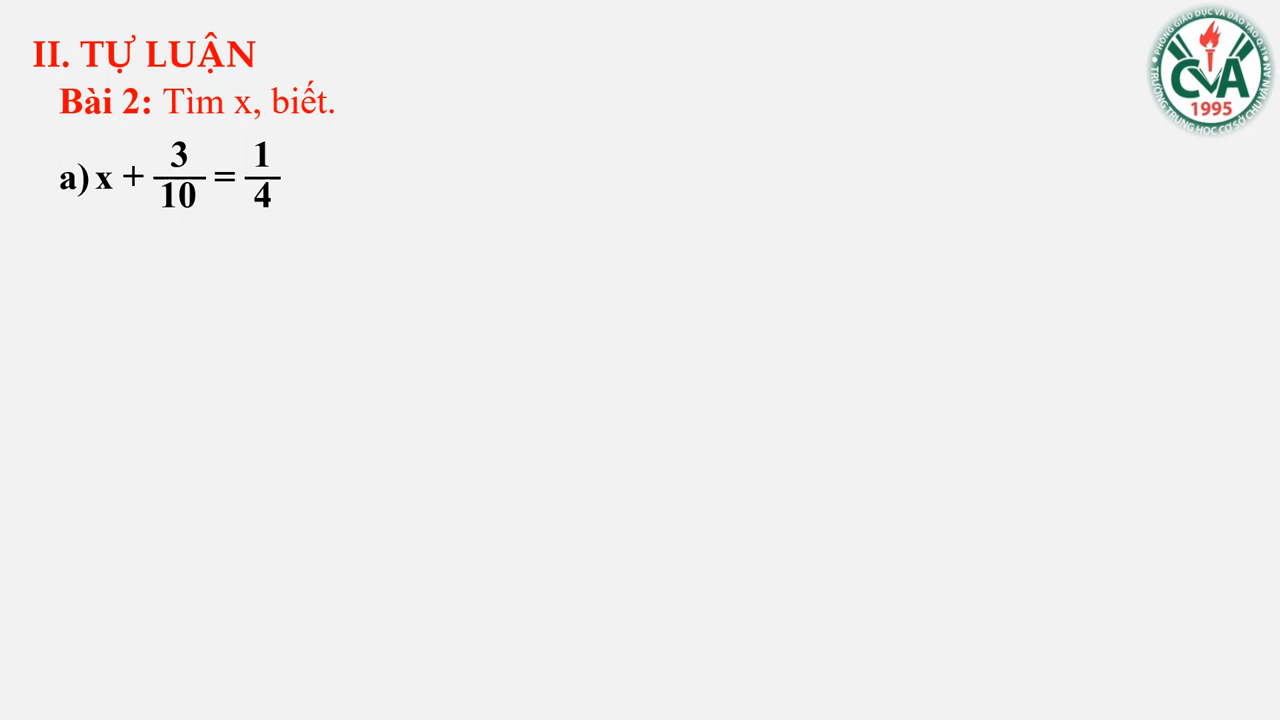 II. TỰ LUẬN
Bài 2: Tìm x, biết.
a) x + 3/10 = 1/4
CVA
1995